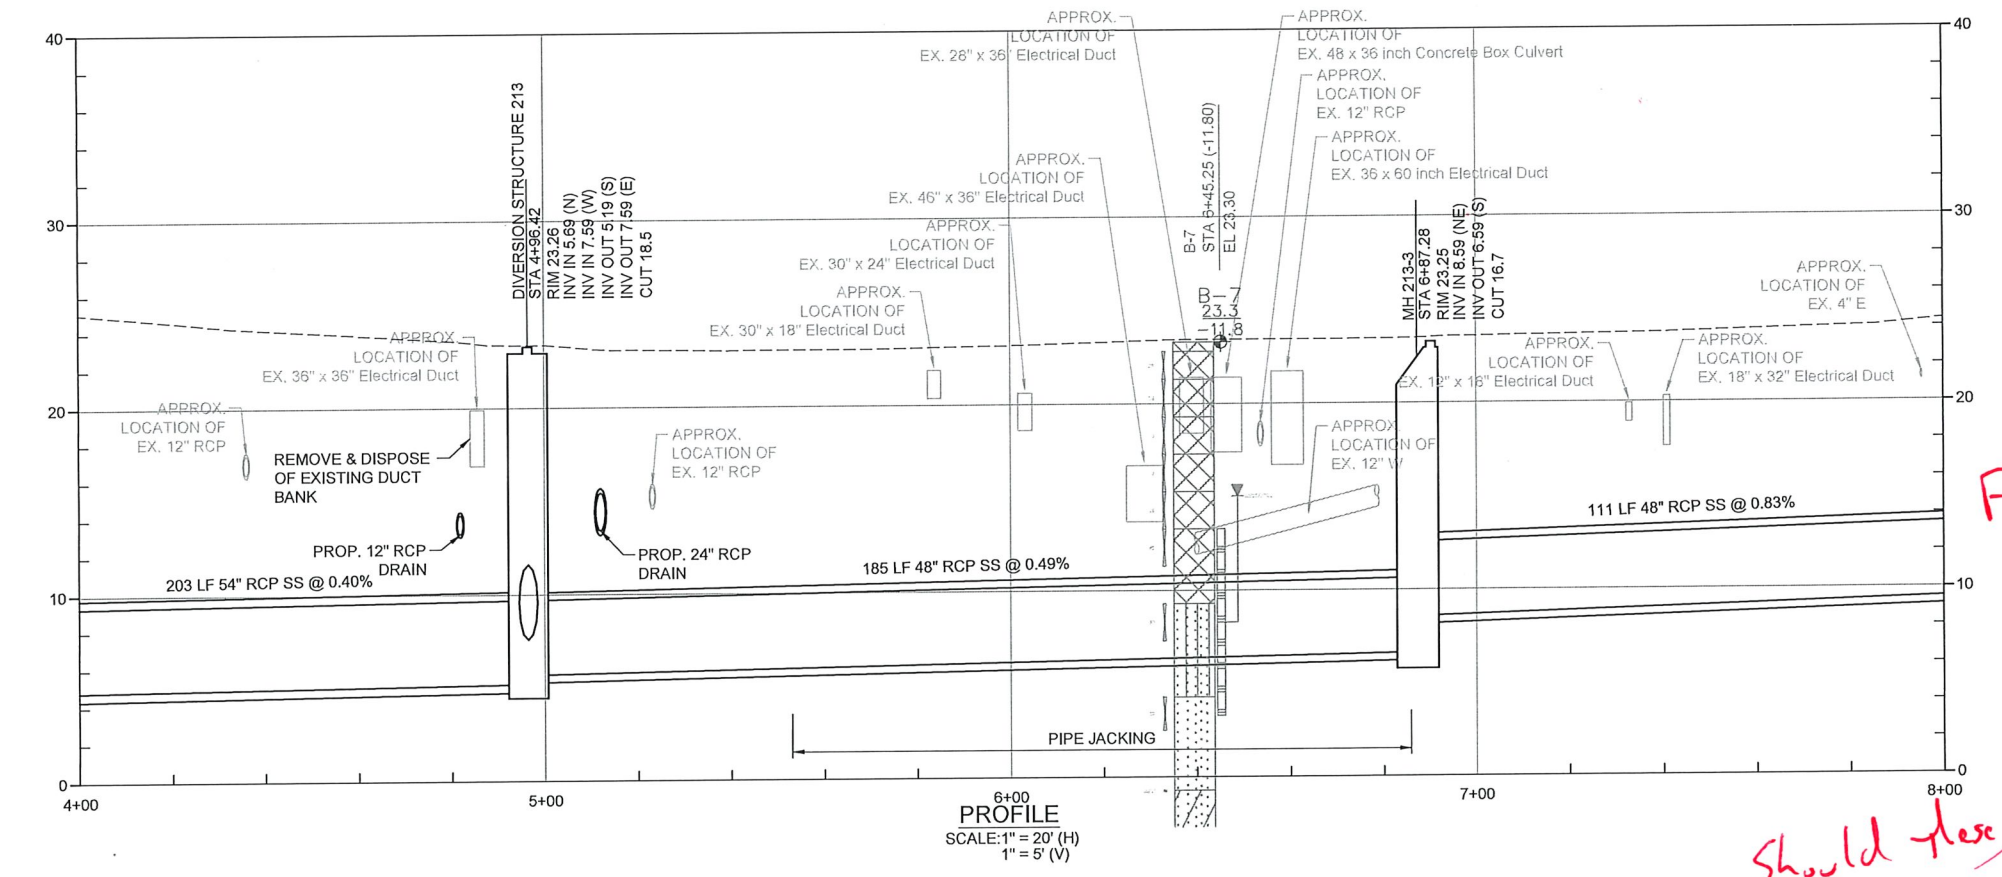 40
30
20
10
0
40
30
20
10
0
APPROX.
LOCATION OF
EX. 28" x 36" Electrical Duct
APPROX.
LOCATION OF
EX. 48 x 36 inch Concrete Box Culvert
APPROX.
LOCATION OF
EX. 12" RCP
APPROX.
LOCATION OF
EX. 36 x 60 inch Electrical Duct
APPROX.
LOCATION OF
EX. 46" x 36" Electrical Duct
APPROX.
LOCATION OF
EX. 30" x 24" Electrical Duct
APPROX.
LOCATION OF
EX. 30" x 18" Electrical Duct
DIVERSION STRUCTURE 213
STA 4+96.42
RIM 23.26
INV IN 5.69 (N)
INV IN 7.59 (W)
INV OUT 5.19 (S)
INV OUT 7.59 (E)
CUT 18.5
B-7
STA 6+45.25 (-11.80)
EL 23.30
B-7
23.3
-11.8
MH 213-3
STA 6+87.28
RIM 23.25
INV IN 8.59 (NE)
INV OUT 6.59 (S)
CUT 16.7
APPROX.
LOCATION OF
EX. 4" E
APPROX.
LOCATION OF
EX. 36" x 36" Electrical Duct
APPROX.
LOCATION OF
EX. 12" x 18" Electrical Duct
APPROX.
LOCATION OF
EX. 18" x 32" Electrical Duct
APPROX.
LOCATION OF
EX. 12" RCP
REMOVE & DISPOSE
OF EXISTING DUCT
BANK
APPROX.
LOCATION OF
EX. 12" RCP
APPROX.
LOCATION OF
EX. 12" W
PROP. 12" RCP
DRAIN
PROP. 24" RCP
DRAIN
203 LF 54" RCP SS @ 0.40%
185 LF 48" RCP SS @ 0.49%
111 LF 48" RCP SS @ 0.83%
PIPE JACKING
4+00
5+00
6+00
7+00
8+00
PROFILE
SCALE:1" = 20' (H)
1" = 5' (V)
Should